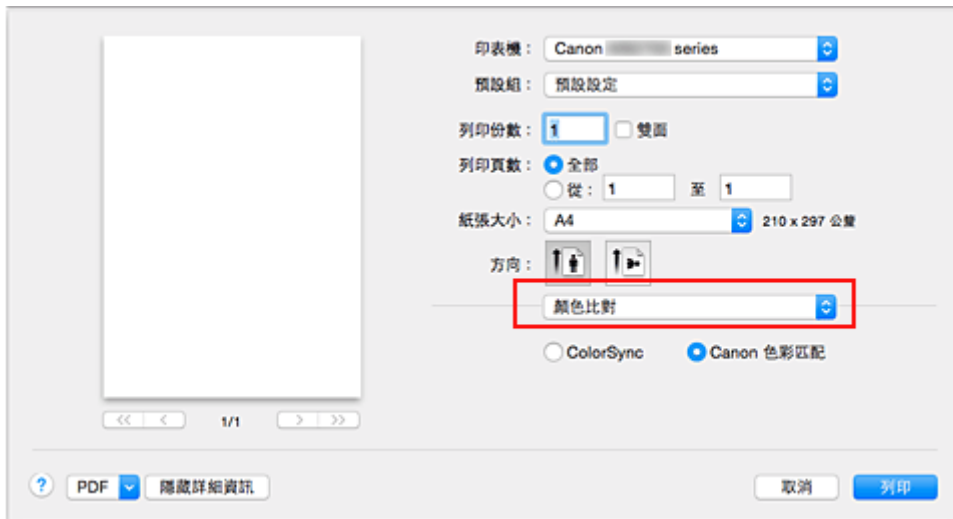 印表機： Canon series
預設組： 預設設定
列印份數： 1 雙面
列印頁數： 全部
從： 1 至 1
紙張大小： A4 210 x 297 公釐
方向：
顏色比對
ColorSync Canon 色彩匹配
1/1
? PDF 隱藏詳細資訊 取消 列印